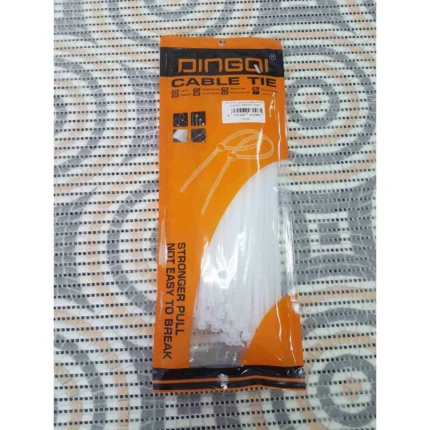 DINGQI®
CABLE TIE
STRONGER PULL
NOT EASY TO BREAK